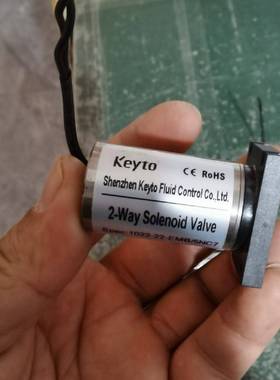 Keyto
CE RoHS
Shenzhen Keyto Fluid Control Co.,Ltd.
2-Way Solenoid Valve